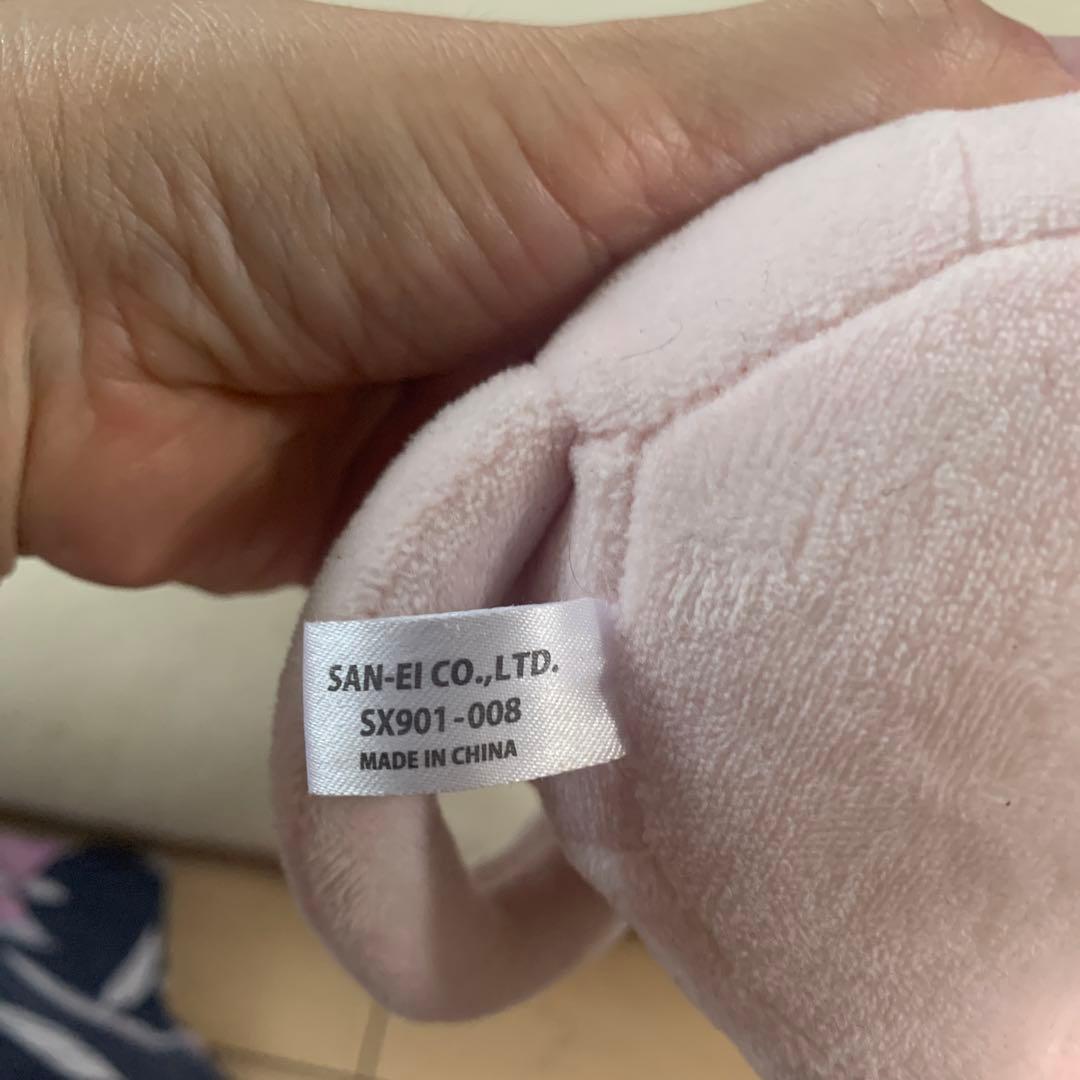 SAN-EI CO.,LTD.
SX901-008
MADE IN CHINA